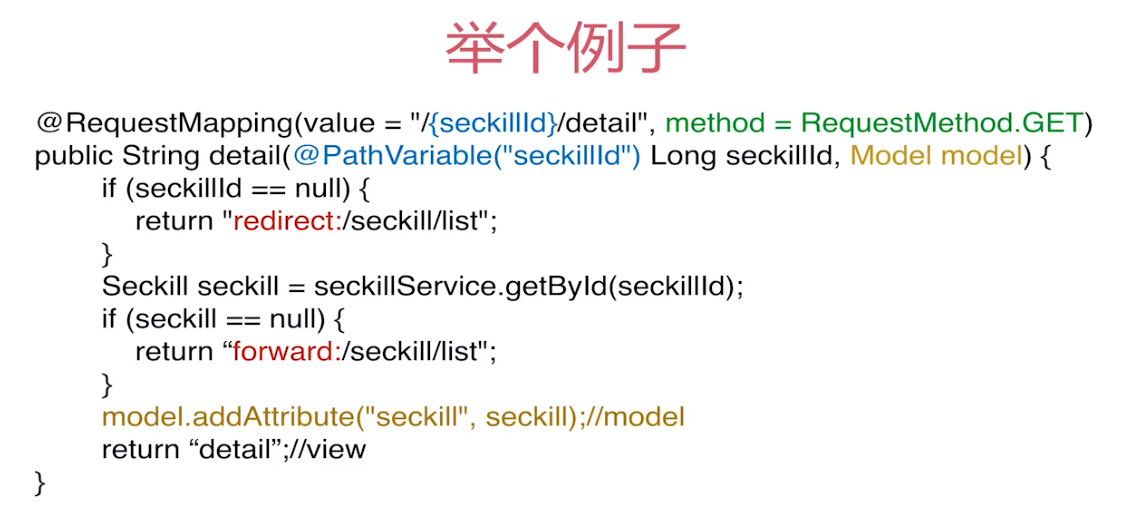 举个例子
@RequestMapping(value = "/{seckillId}/detail", method = RequestMethod.GET)
public String detail(@PathVariable("seckillId") Long seckillId, Model model) {
if (seckillId == null) {
return "redirect:/seckill/list";
}
Seckill seckill = seckillService.getById(seckillId);
if (seckill == null) {
return “forward:/seckill/list";
}
model.addAttribute("seckill", seckill);//model
return “detail”;//view
}